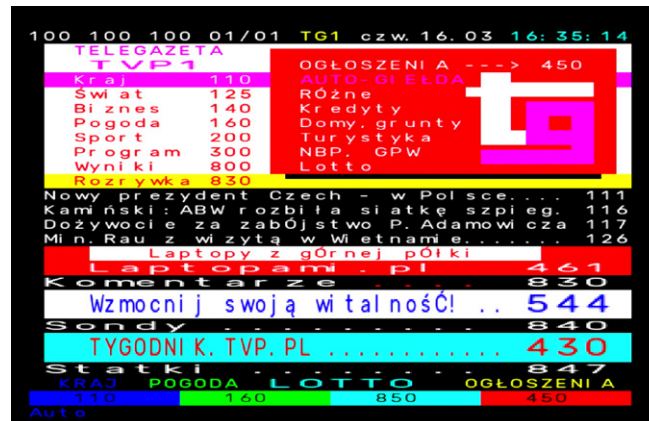 100 100 100 01/01 TG1 czw. 16. 03 16: 35: 14
TELEGAZETA
TVP1
OGŁOSZENIA ---> 450
Kraj 110 AUTO-GIEŁDA
Świat 125 Różne
Biznes 140 Kredyty
Pogoda 160 Domy, grunty
Sport 200 Turystyka
Program 300 NBP, GPW
Wyniki 800 Lotto
Rozrywka 830
tg
Nowy prezydent Czech - w Polsce.... 111
Kamiński: ABW rozbiła siatkę szpieg. 116
Dożywocie za zabójstwo P. Adamowicza 117
Min. Rau z wizytą w Wietnamie....... 126
Laptopy z górnej półki
Laptopami.pl 461
Komentarze .... 830
Wzmocnij swoją witalność! .. 544
Sondy ........ 840
TYGODNIK. TVP. PL ............ 430
Statki ........ 847
KRAJ POGODA LOTTO OGŁOSZENIA
110 160 850 450
Auto